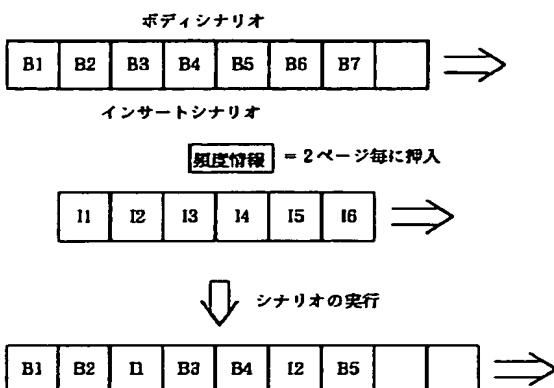 ボディシナリオ
B1 B2 B3 B4 B5 B6 B7
インサートシナリオ
頻度情報 = 2ページ毎に押入
I1 I2 I3 I4 I5 I6
シナリオの実行
B1 B2 I1 B3 B4 I2 B5